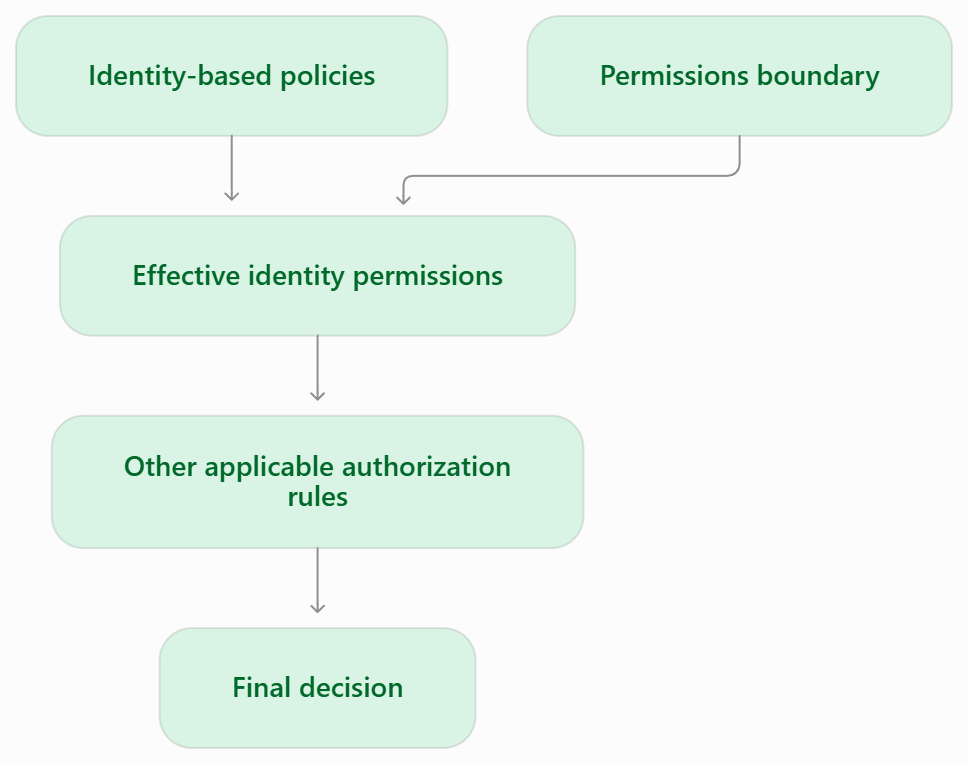 Identity-based policies
Permissions boundary
Effective identity permissions
Other applicable authorization
rules
Final decision